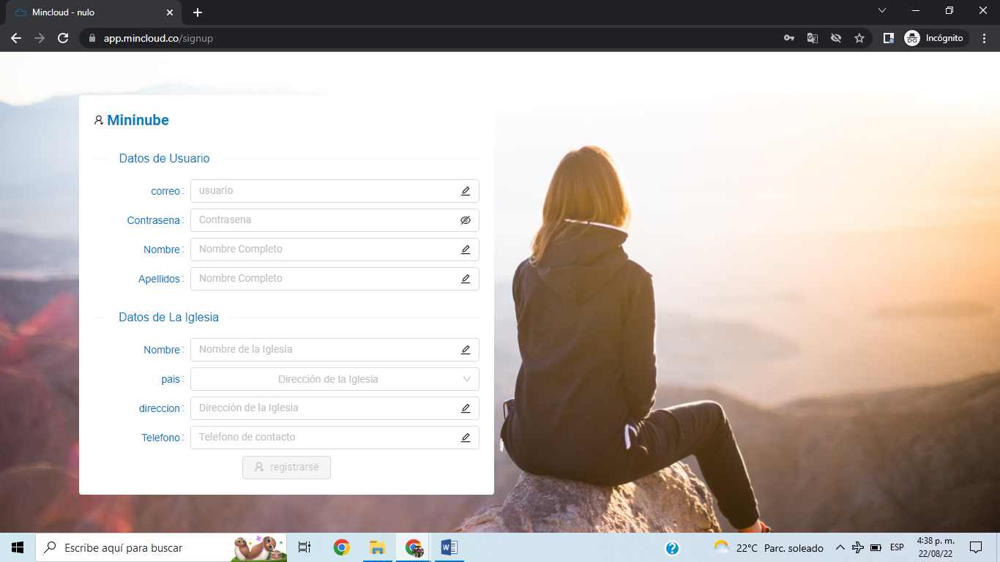 Mincloud - nulo
app.mincloud.co/signup
Incógnito
Mininube
Datos de Usuario
correo: usuario
Contrasena: Contrasena
Nombre: Nombre Completo
Apellidos: Nombre Completo
Datos de La Iglesia
Nombre: Nombre de la Iglesia
pais: Dirección de la Iglesia
direccion: Dirección de la Iglesia
Telefono: Telefono de contacto
registrarse
Escribe aquí para buscar
22°C Parc. soleado
ESP
4:38 p. m.
22/08/22